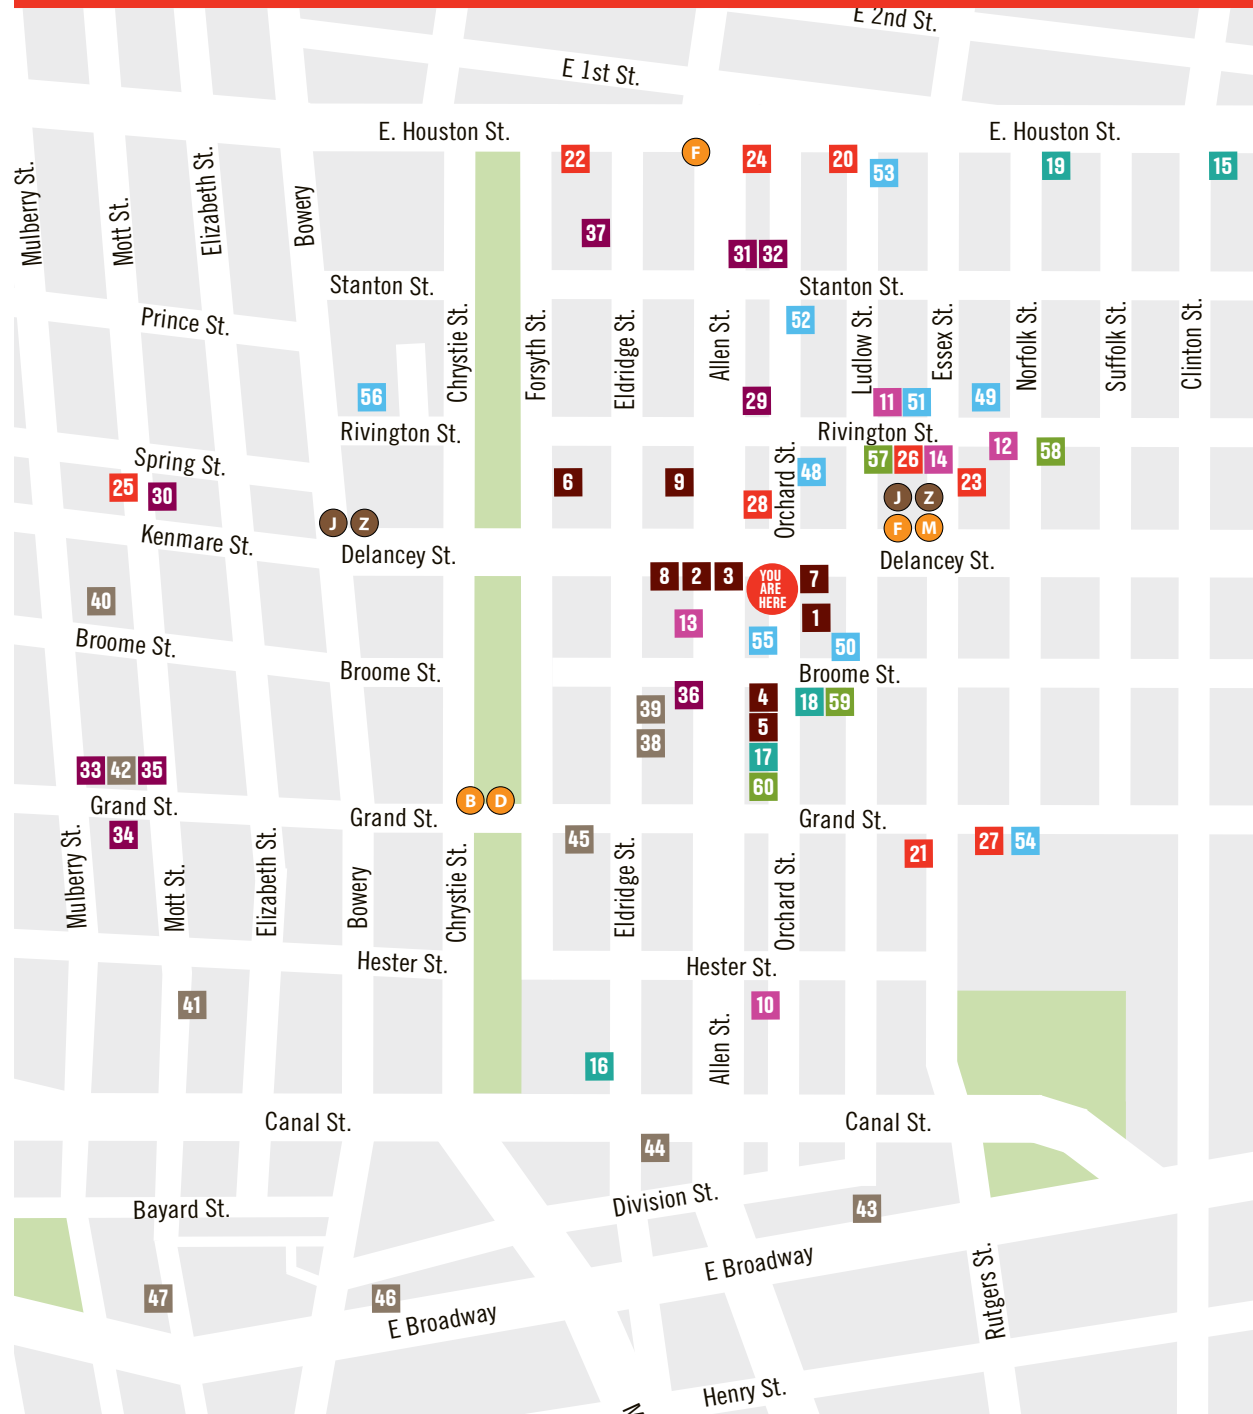 E 2nd St.
E 1st St.
E. Houston St.
E. Houston St.
22
F
24
20
53
19
15
Mulberry St.
Mott St.
Elizabeth St.
Bowery
37
31
32
Stanton St.
Stanton St.
Prince St.
Chrystie St.
Forsyth St.
Eldridge St.
Allen St.
52
Ludlow St.
Essex St.
Norfolk St.
Suffolk St.
Clinton St.
56
29
11
51
49
Rivington St.
Rivington St.
12
58
Spring St.
57
26
14
25
30
6
9
28
Orchard St.
48
23
J
Z
J
Z
F
M
Kenmare St.
Delancey St.
Delancey St.
8
2
3
YOU
ARE
HERE
7
40
13
1
55
50
Broome St.
Broome St.
Broome St.
39
36
4
18
59
38
5
17
60
33
42
35
B
D
Grand St.
Grand St.
Grand St.
34
45
21
27
54
Mulberry St.
Mott St.
Elizabeth St.
Bowery
Chrystie St.
Eldridge St.
Orchard St.
Hester St.
Hester St.
41
10
Allen St.
16
Canal St.
Canal St.
44
Division St.
Bayard St.
43
E Broadway
Rutgers St.
47
46
E Broadway
Henry St.